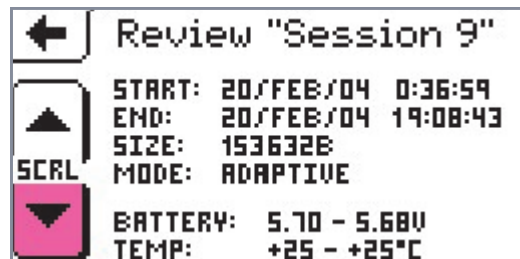 Review "Session 9"
START: 20/FEB/04 0:36:59
END: 20/FEB/04 19:08:43
SIZE: 153632B
SCRL
MODE: ADAPTIVE
BATTERY: 5.70 - 5.68V
TEMP: +25 - +25°C